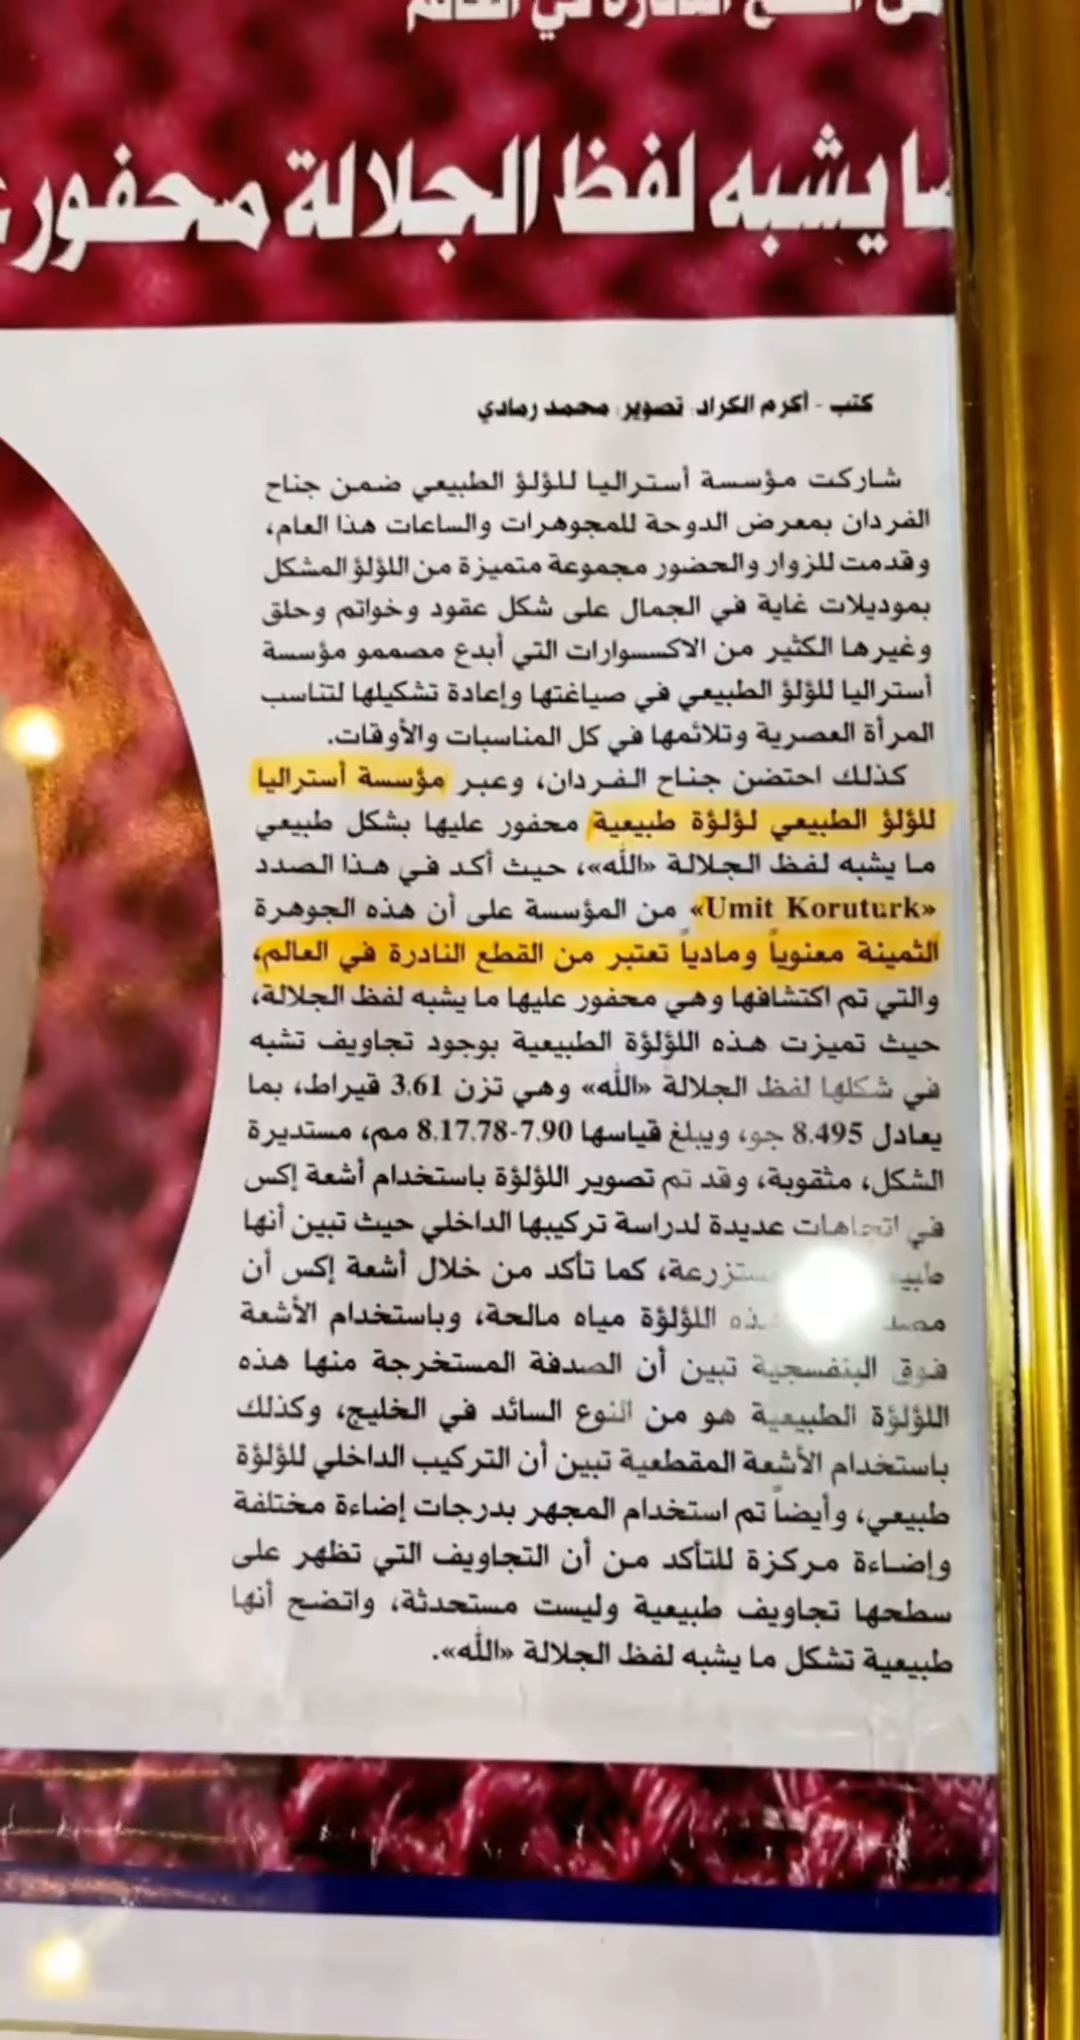 من القطع النادرة في العالم
ما يشبه لفظ الجلالة محفور
كتب - أكرم الكراد تصوير محمد رمادي
شاركت مؤسسة أستراليا للؤلؤ الطبيعي ضمن جناح
الفردان بمعرض الدوحة للمجوهرات والساعات هذا العام،
وقدمت للزوار والحضور مجموعة متميزة من اللؤلؤ المشكل
بموديلات غاية في الجمال على شكل عقود وخواتم وحلق
وغيرها الكثير من الاكسسوارات التي أبدع مصممو مؤسسة
أستراليا للؤلؤ الطبيعي في صياغتها وإعادة تشكيلها لتناسب
المرأة العصرية وتلائمها في كل المناسبات والأوقات.
كذلك احتضن جناح الفردان، وعبر مؤسسة أستراليا
للؤلؤ الطبيعي لؤلؤة طبيعية محفور عليها بشكل طبيعي
ما يشبه لفظ الجلالة «الله»، حيث أكد في هذا الصدد
«Umit Koruturk» من المؤسسة على أن هذه الجوهرة
الثمينة معنوياً ومادياً تعتبر من القطع النادرة في العالم،
والتي تم اكتشافها وهي محفور عليها ما يشبه لفظ الجلالة،
حيث تميزت هذه اللؤلؤة الطبيعية بوجود تجاويف تشبه
في شكلها لفظ الجلالة «الله» وهي تزن 3.61 قيراط، بما
يعادل 8.495 جو، ويبلغ قياسها 7.90-8.17.78 مم، مستديرة
الشكل، مثقوبة، وقد تم تصوير اللؤلؤة باستخدام أشعة إكس
في اتجاهات عديدة لدراسة تركيبها الداخلي حيث تبين أنها
كما تأكد من خلال أشعة إكس أن
اللؤلؤة مياه مالحة، وباستخدام الأشعة
فوق البنفسجية تبين أن الصدفة المستخرجة منها هذه
اللؤلؤة الطبيعية هو من النوع السائد في الخليج، وكذلك
باستخدام الأشعة المقطعية تبين أن التركيب الداخلي للؤلؤة
طبيعي، وأيضاً تم استخدام المجهر بدرجات إضاءة مختلفة
وإضاءة مركزة للتأكد من أن التجاويف التي تظهر على
سطحها تجاويف طبيعية وليست مستحدثة، واتضح أنها
طبيعية تشكل ما يشبه لفظ الجلالة «الله».